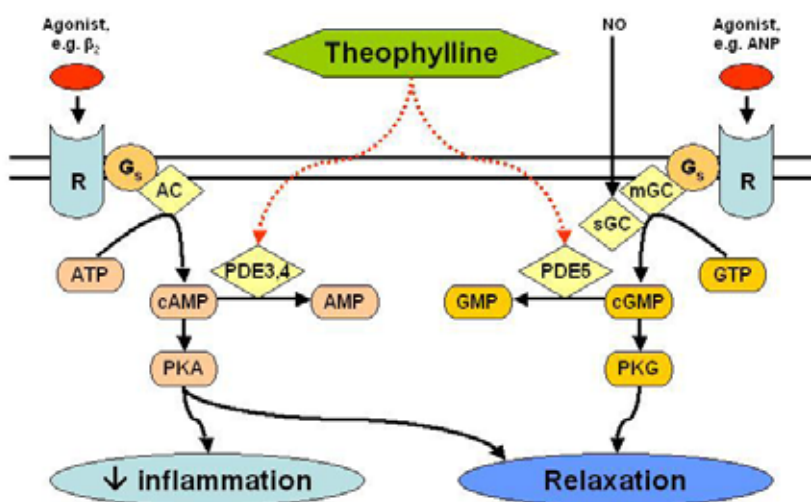 Agonist,
e.g. β₂
Theophylline
NO
Agonist,
e.g. ANP
R
Gs
AC
mGC
Gs
R
sGC
ATP
PDE3,4
PDE5
GTP
cAMP
AMP
GMP
cGMP
PKA
PKG
↓ inflammation
Relaxation